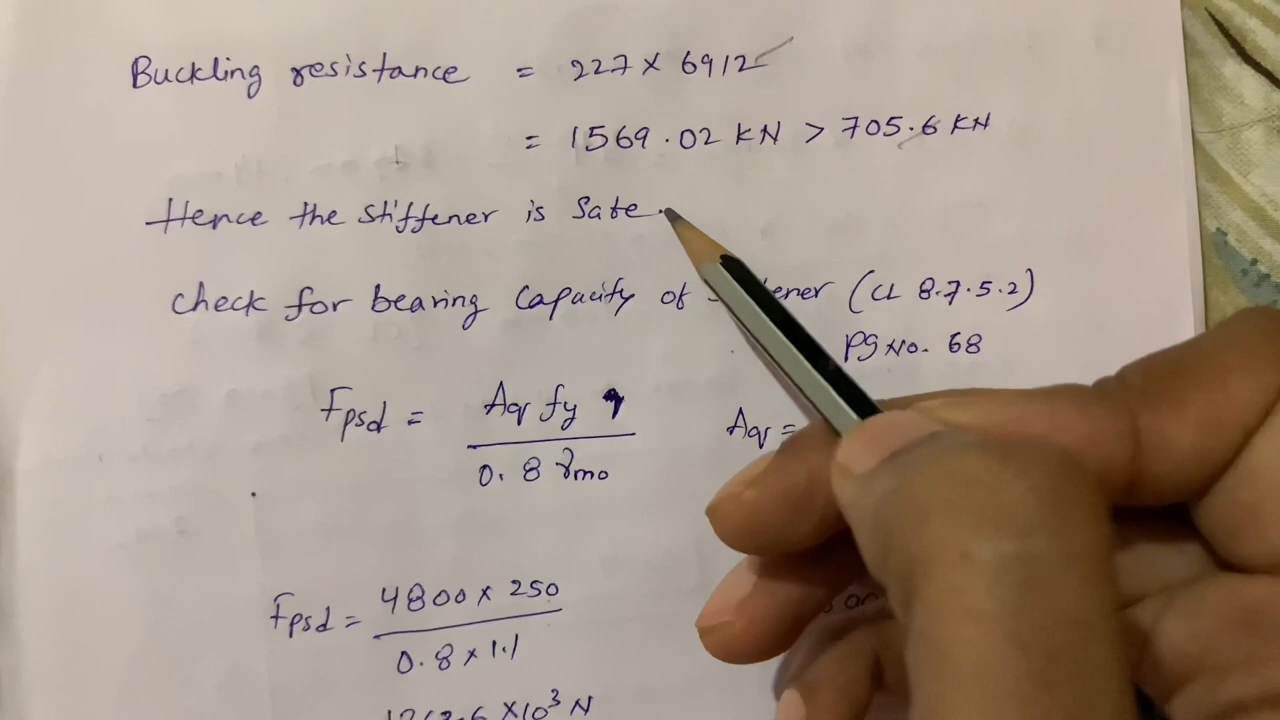 Buckling resistance = 227 × 6912
= 1569.02 KN > 705.6 KN
Hence the stiffener is Safe.
Check for bearing Capacity of (CL 8.7.5.2)
PG No. 68
Fpsd = Aq fy / 0.8 γmo
Aq =
Fpsd = 4800 × 250 / 0.8 × 1.1
×10³ N